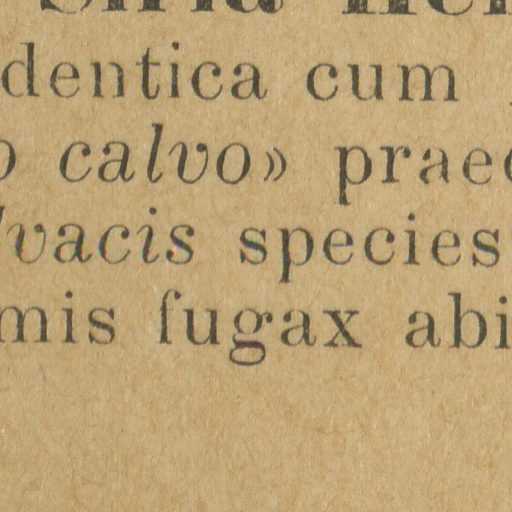 dentica cum
o calvo» praec
vacis species
mis fugax abi